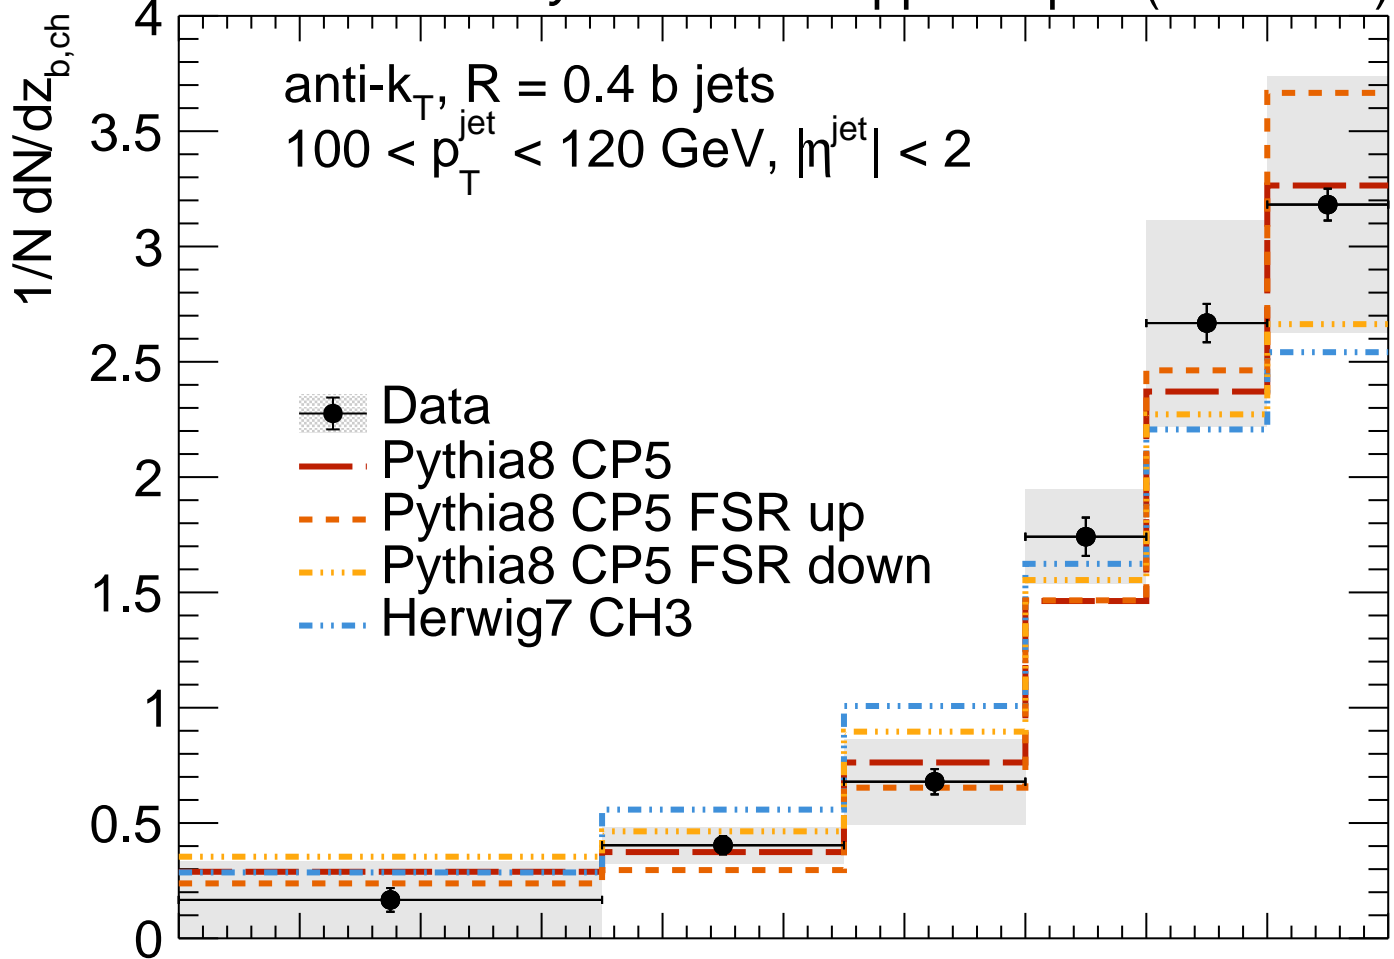 4
1/N dN/dz_b,ch
anti-k_T, R = 0.4 b jets
100 < p_T^jet < 120 GeV, |η^jet| < 2
3.5
3
2.5
2
1.5
1
0.5
0
Data
Pythia8 CP5
Pythia8 CP5 FSR up
Pythia8 CP5 FSR down
Herwig7 CH3